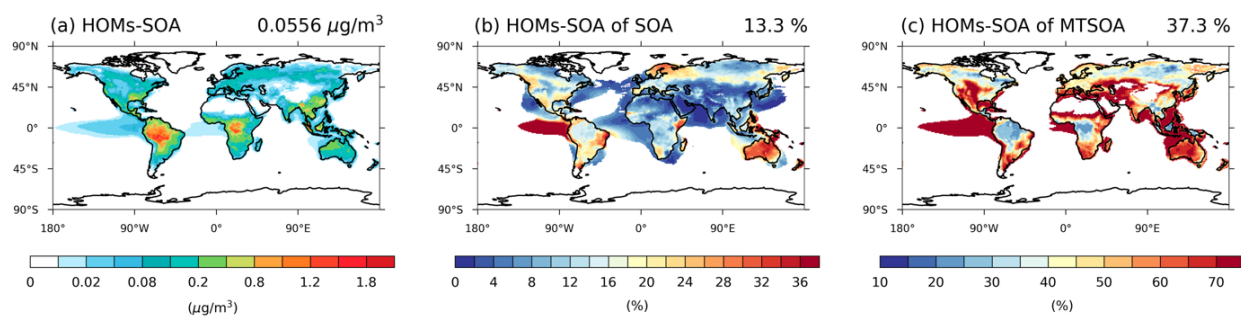 (a) HOMs-SOA 0.0556 μg/m³
90°N
45°N
0°
45°S
90°S
180° 90°W 0° 90°E
0 0.02 0.08 0.2 0.8 1.2 1.8
(μg/m³)
(b) HOMs-SOA of SOA 13.3 %
90°N
45°N
0°
45°S
90°S
180° 90°W 0° 90°E
0 4 8 12 16 20 24 28 32 36
(%)
(c) HOMs-SOA of MTSOA 37.3 %
90°N
45°N
0°
45°S
90°S
180° 90°W 0° 90°E
10 20 30 40 50 60 70
(%)